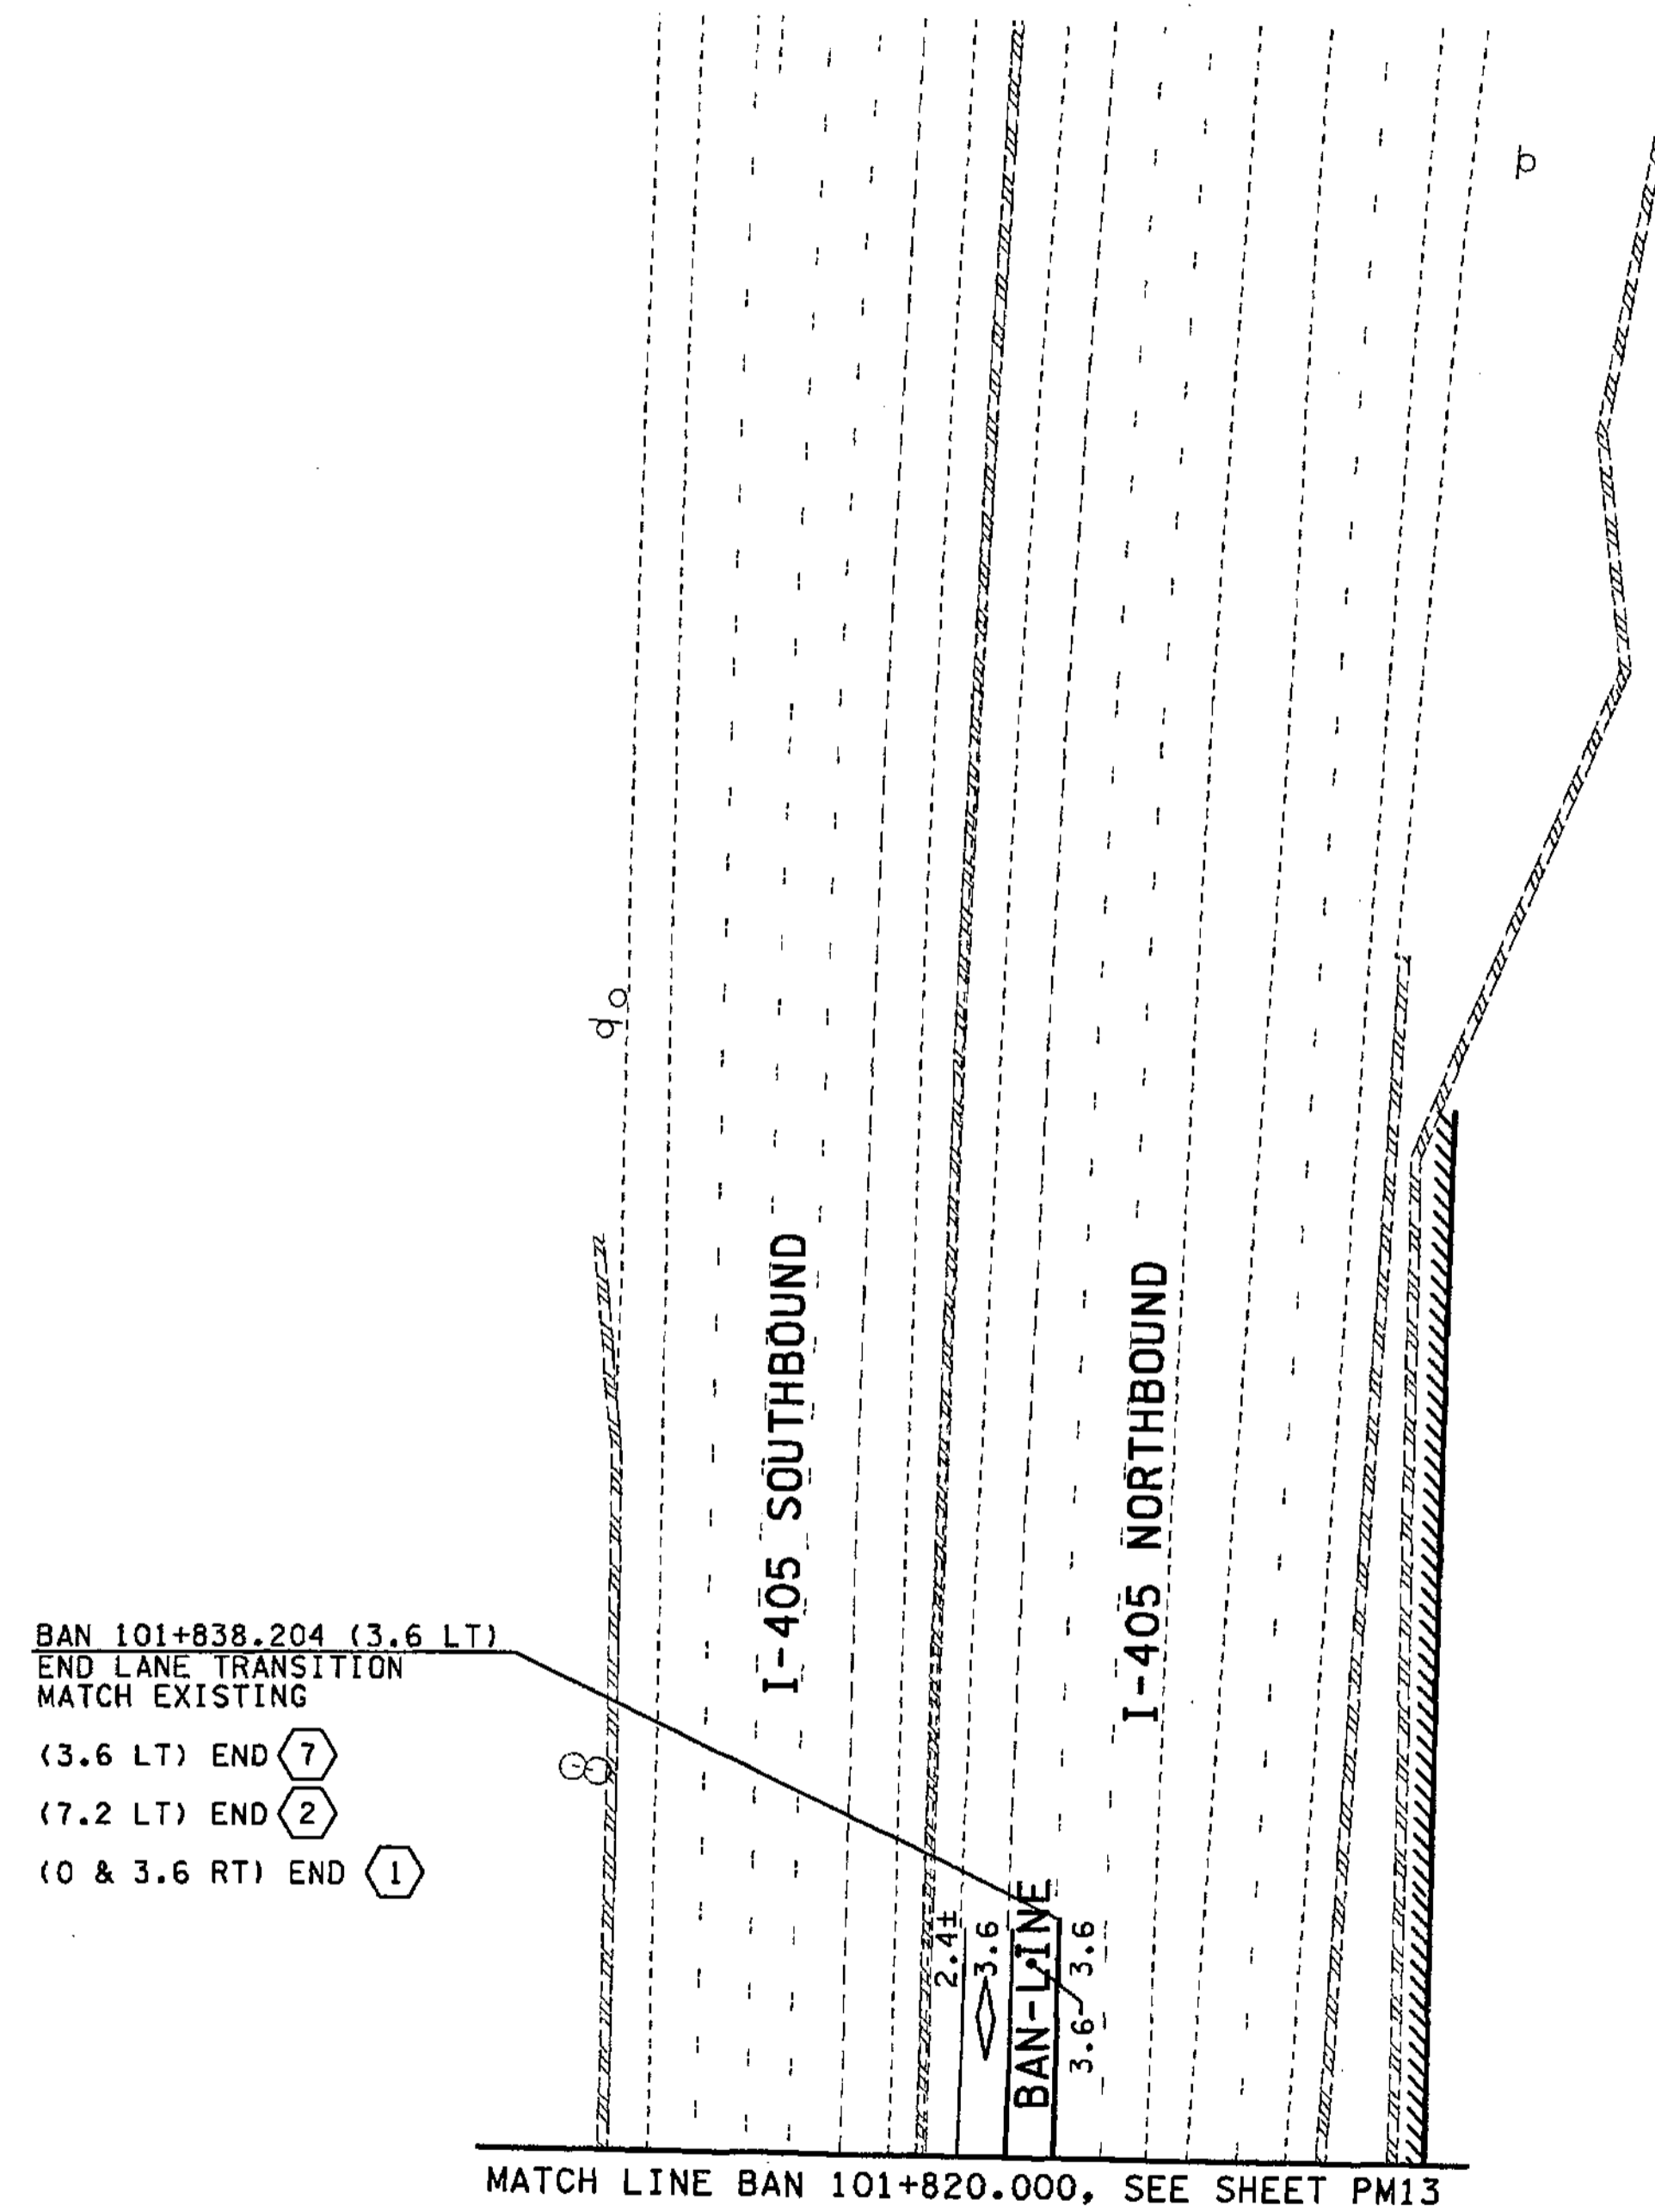 I-405 SOUTHBOUND
I-405 NORTHBOUND
BAN 101+838.204 (3.6 LT)
END LANE TRANSITION
MATCH EXISTING
(3.6 LT) END 7
(7.2 LT) END 2
(0 & 3.6 RT) END 1
2.4±
3.6
BAN-LINE
3.6
3.6
MATCH LINE BAN 101+820.000, SEE SHEET PM13